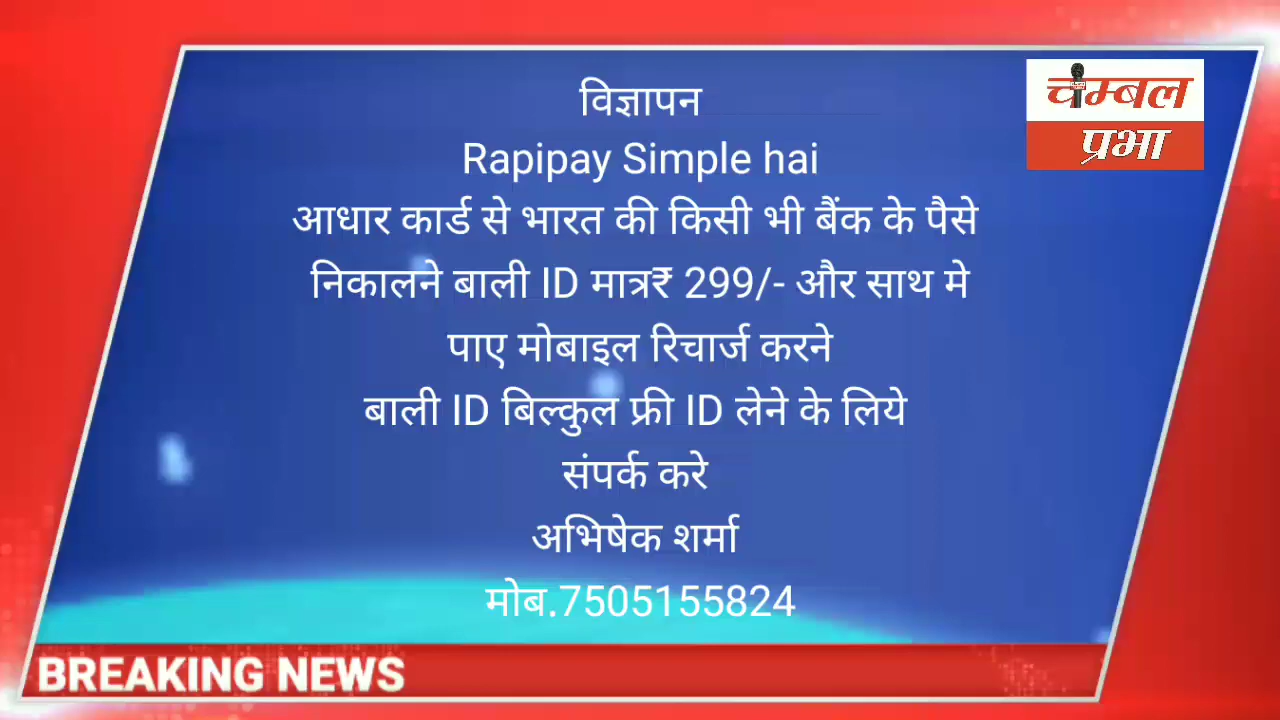 विज्ञापन
चम्बल
प्रभा
Rapipay Simple hai
आधार कार्ड से भारत की किसी भी बैंक के पैसे
निकालने बाली ID मात्र₹ 299/- और साथ मे
पाए मोबाइल रिचार्ज करने
बाली ID बिल्कुल फ्री ID लेने के लिये
संपर्क करे
अभिषेक शर्मा
मोब.7505155824
BREAKING NEWS